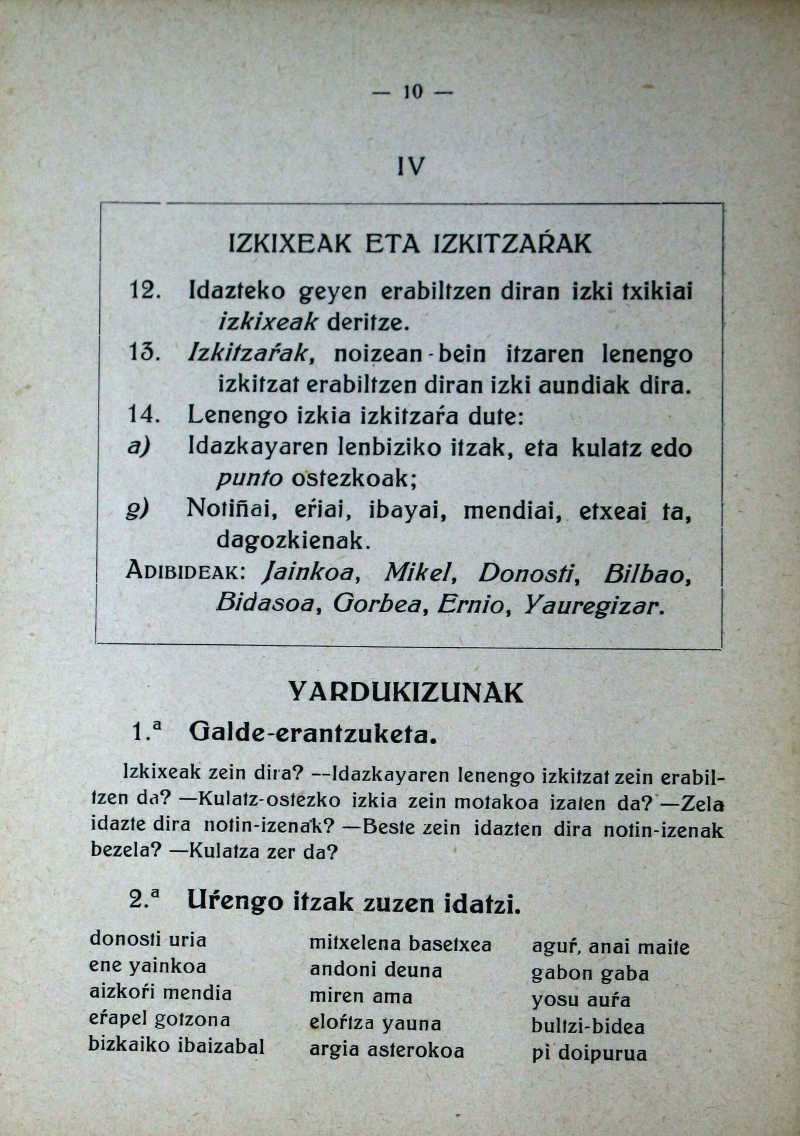 — 10 —
IV
IZKIXEAK ETA IZKITZAŔAK
12. Idazteko geyen erabiltzen diran izki txikiai
izkixeak deritze.
13. Izkitzaŕak, noizean-bein itzaren lenengo
izkitzat erabiltzen diran izki aundiak dira.
14. Lenengo izkia izkitzaŕa dute:
a) Idazkayaren lenbiziko itzak, eta kulatz edo
punto ostezkoak;
g) Notiñai, eŕiai, ibayai, mendiai, etxeai ta,
dagozkienak.
ADIBIDEAK: Jainkoa, Mikel, Donosti, Bilbao,
Bidasoa, Gorbea, Ernio, Yauregizar.
YARDUKIZUNAK
1.ª Galde-erantzuketa.
Izkixeak zein dira? —Idazkayaren lenengo izkitzat zein erabil-
tzen da? —Kulatz-ostezko izkia zein motakoa izaten da? —Zela
idazte dira notin-izenak? —Beste zein idazten dira notin-izenak
bezela? —Kulatza zer da?
2.ª Uŕengo itzak zuzen idatzi.
donosti uria mitxelena basetxea aguŕ, anai maite
ene yainkoa andoni deuna gabon gaba
aizkoŕi mendia miren ama yosu auŕa
eŕapel gotzona eloŕtza yauna bultzi-bidea
bizkaiko ibaizabal argia asterokoa pi doipurua